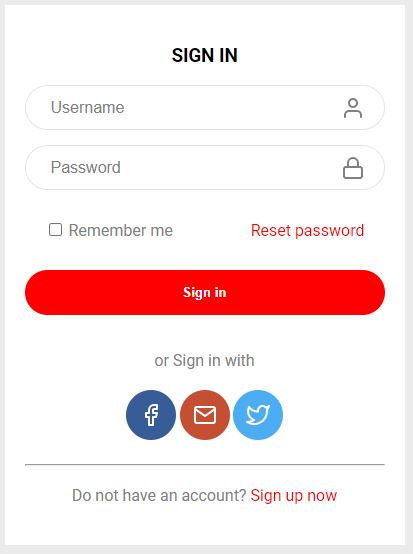 SIGN IN
Username
Password
Remember me Reset password
Sign in
or Sign in with
Do not have an account? Sign up now